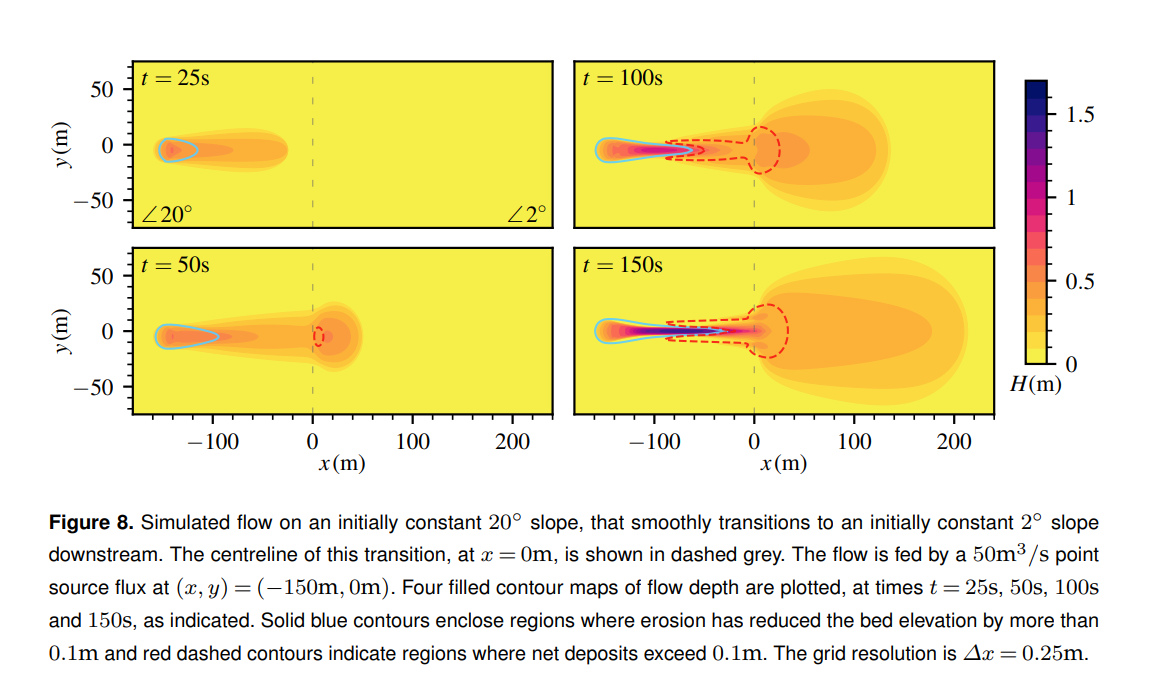 t = 25s
t = 100s
50
0
−50
y(m)
∠20°
∠2°
1.5
1
0.5
0
H(m)
t = 50s
t = 150s
50
0
−50
y(m)
−100 0 100 200
−100 0 100 200
x(m)
x(m)
Figure 8. Simulated flow on an initially constant 20° slope, that smoothly transitions to an initially constant 2° slope
downstream. The centreline of this transition, at x = 0m, is shown in dashed grey. The flow is fed by a 50m³/s point
source flux at (x, y) = (−150m, 0m). Four filled contour maps of flow depth are plotted, at times t = 25s, 50s, 100s
and 150s, as indicated. Solid blue contours enclose regions where erosion has reduced the bed elevation by more than
0.1m and red dashed contours indicate regions where net deposits exceed 0.1m. The grid resolution is Δx = 0.25m.